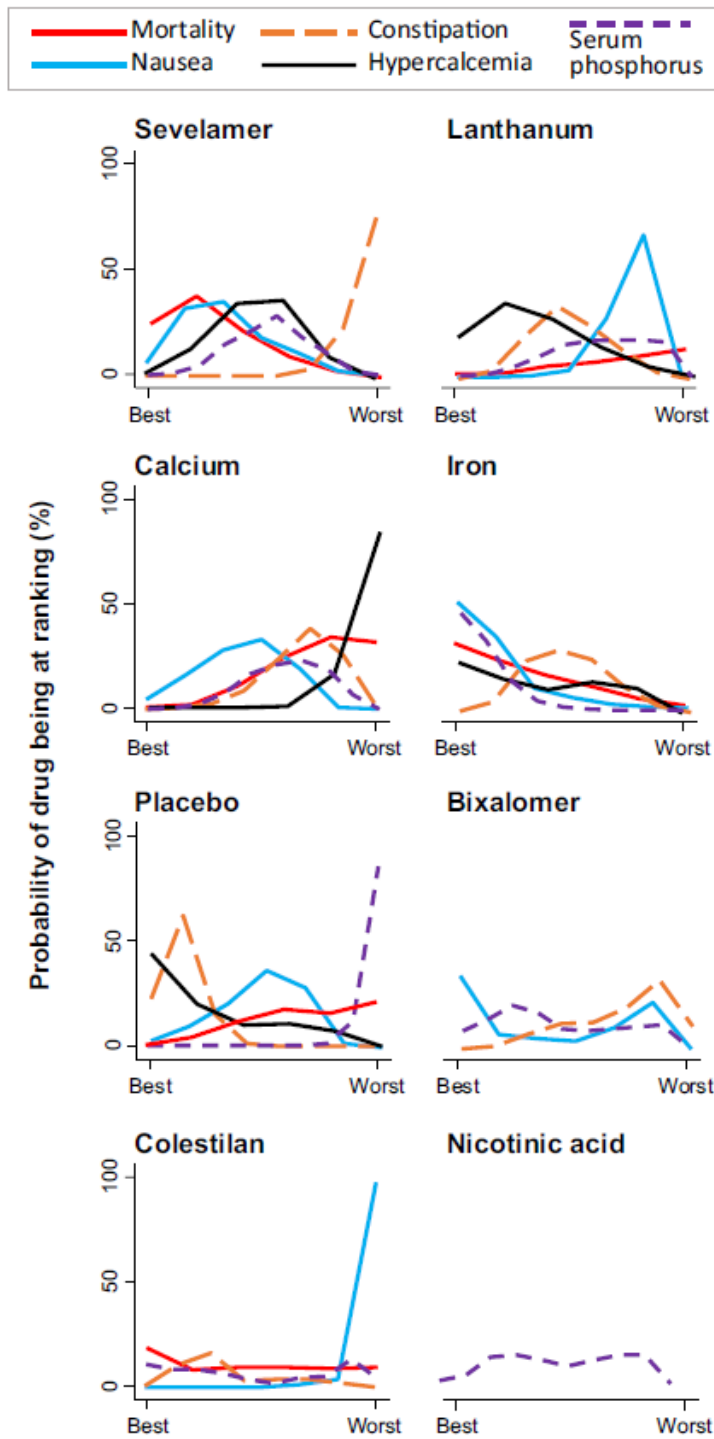 Mortality Constipation Serum
Nausea Hypercalcemia phosphorus
Sevelamer Lanthanum
100
50
0
Best Worst Best Worst
Calcium Iron
100
50
0
Best Worst Best Worst
Probability of drug being at ranking (%)
Placebo Bixalomer
100
50
0
Best Worst Best Worst
Colestilan Nicotinic acid
100
50
0
Best Worst Best Worst